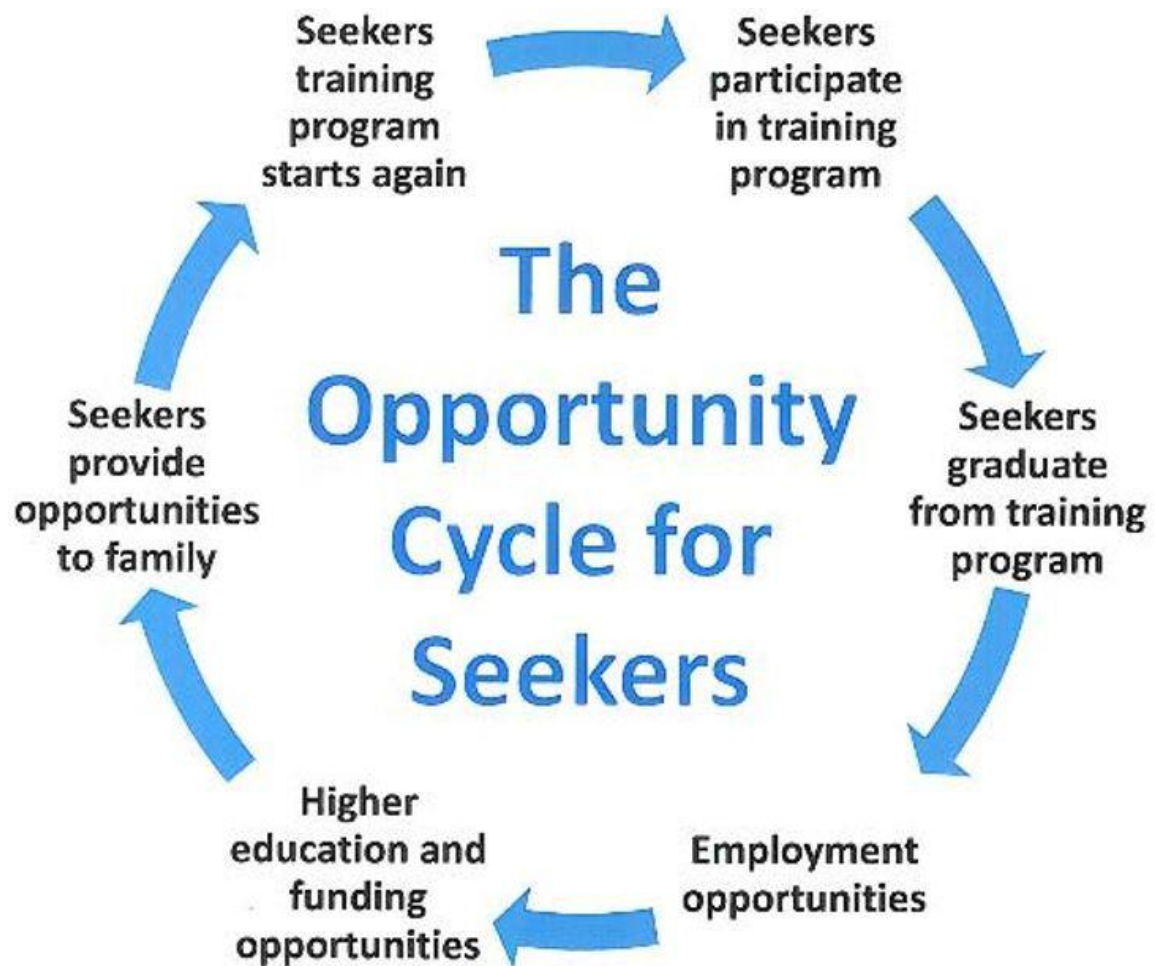 Seekers
training
program
starts again
Seekers
participate
in training
program
Seekers
graduate
from training
program
Employment
opportunities
Higher
education and
funding
opportunities
Seekers
provide
opportunities
to family
The
Opportunity
Cycle for
Seekers